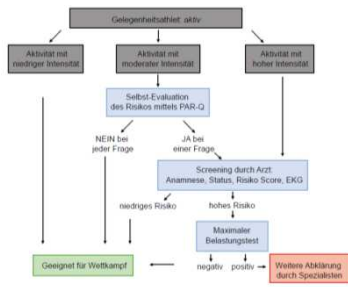 Gelegenheitsathlet: aktiv
Aktivität mit
niedriger Intensität
Aktivität mit
moderater Intensität
Aktivität mit
hoher Intensität
Selbst-Evaluation
des Risikos mittels PAR-Q
NEIN bei
jeder Frage
JA bei
einer Frage
Screening durch Arzt:
Anamnese, Status, Risiko Score, EKG
niedriges Risiko
hohes Risiko
Maximaler
Belastungstest
Geeignet für Wettkampf
negativ
positiv
Weitere Abklärung
durch Spezialisten